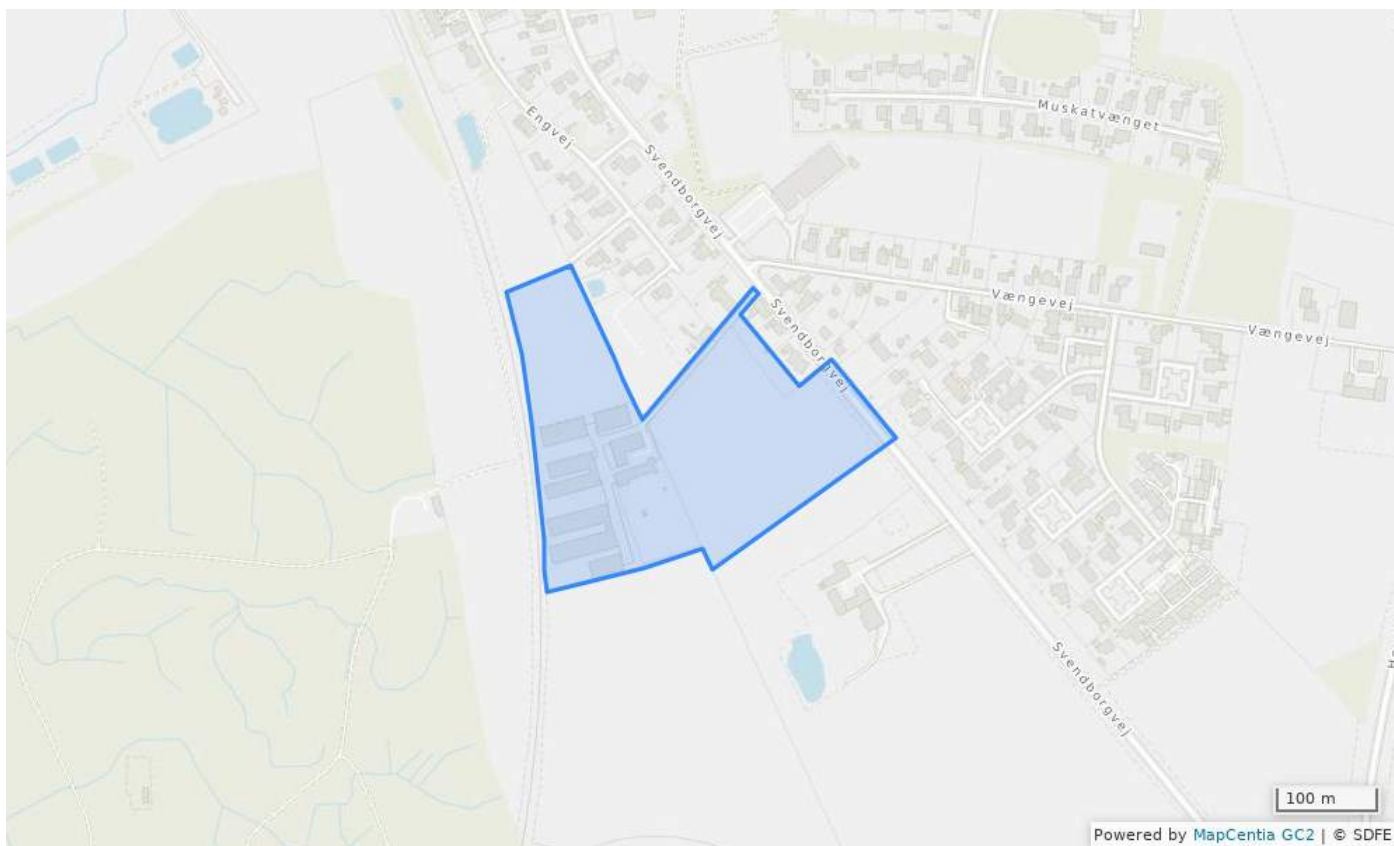 Engvej
Svendborgvej
Muskatvænget
Svendborgvej
Vængevej
Vængevej
Svendborgvej
100 m
Powered by MapCentia GC2 | © SDFE